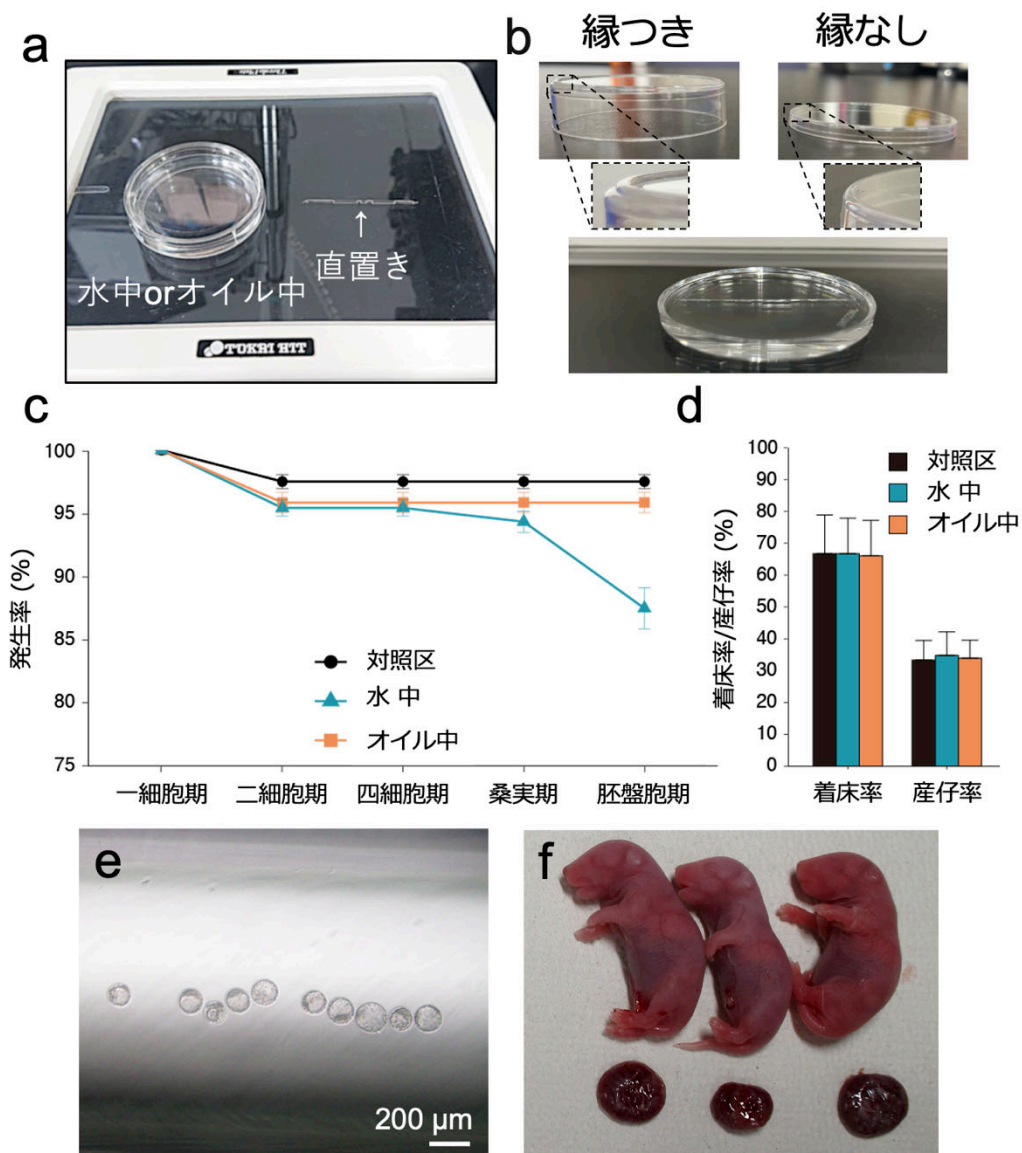 a
水中orオイル中
↑
直置き
TOKAI HIT
b
縁つき
縁なし
c
発生率 (%)
100
95
90
85
80
75
対照区
水 中
オイル中
一細胞期
二細胞期
四細胞期
桑実期
胚盤胞期
d
着床率/産仔率 (%)
100
90
80
70
60
50
40
30
20
10
0
対照区
水 中
オイル中
着床率
産仔率
e
200 μm
f